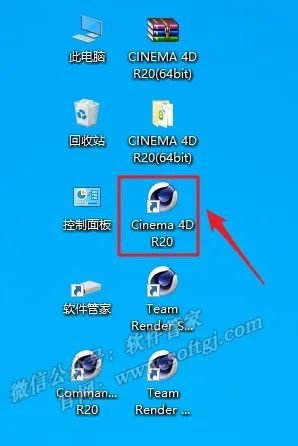 此电脑
CINEMA 4D
R20(64bit)
回收站
CINEMA 4D
R20(64bit)
控制面板
Cinema 4D
R20
软件管家
Team
Render S...
Comman...
R20
Team
Render ...
微信公众号：软件管家
官网：www.softgj.com